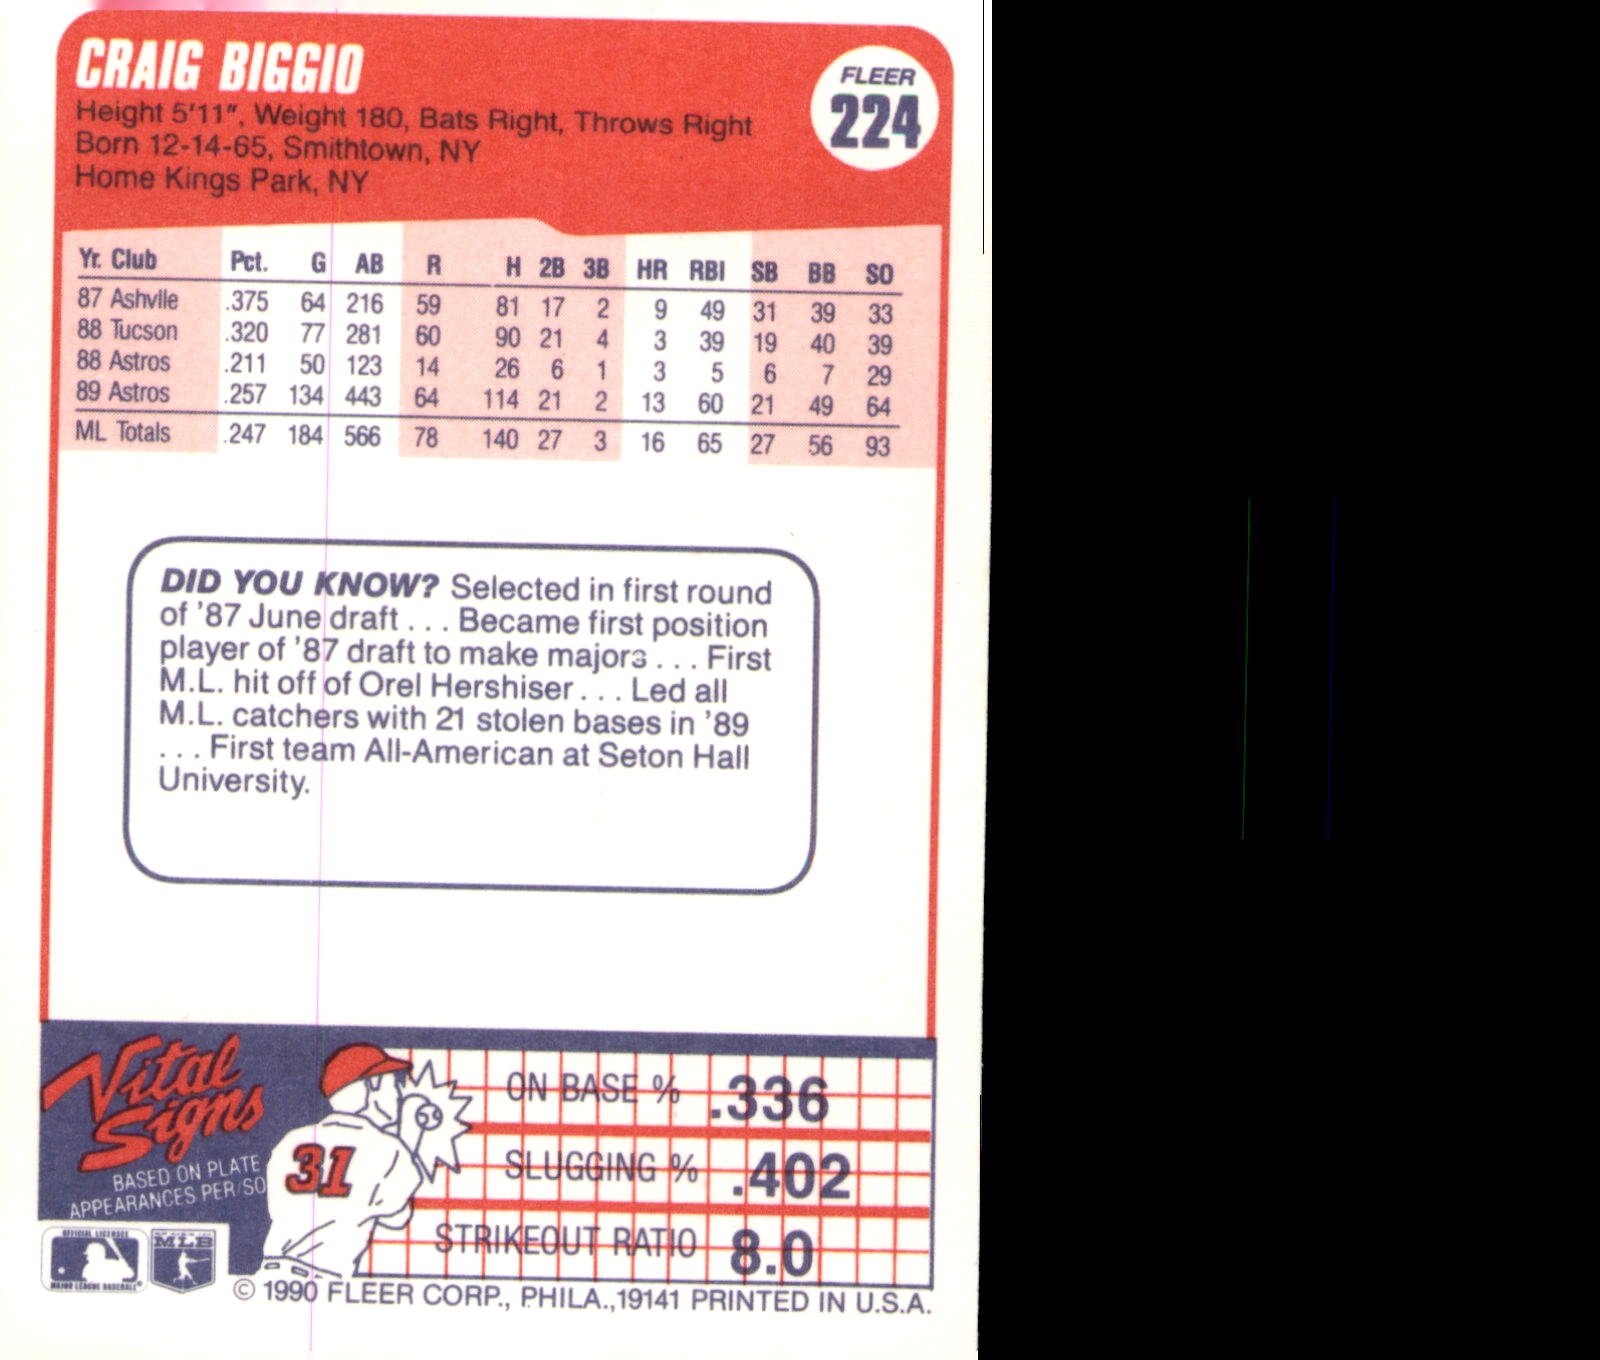 CRAIG BIGGIO
FLEER
224
Height 5'11", Weight 180, Bats Right, Throws Right
Born 12-14-65, Smithtown, NY
Home Kings Park, NY
Yr. Club Pct. G AB R H 2B 3B HR RBI SB BB SO
87 Ashvlle .375 64 216 59 81 17 2 9 49 31 39 33
88 Tucson .320 77 281 60 90 21 4 3 39 19 40 39
88 Astros .211 50 123 14 26 6 1 3 5 6 7 29
89 Astros .257 134 443 64 114 21 2 13 60 21 49 64
ML Totals .247 184 566 78 140 27 3 16 65 27 56 93
DID YOU KNOW? Selected in first round
of '87 June draft . . . Became first position
player of '87 draft to make majors . . . First
M.L. hit off of Orel Hershiser . . . Led all
M.L. catchers with 21 stolen bases in '89
. . . First team All-American at Seton Hall
University.
Vital
Signs
BASED ON PLATE
APPEARANCES PER/SO
31
ON BASE % .336
SLUGGING % .402
STRIKEOUT RATIO 8.0
OFFICIAL LICENSEE
MAJOR LEAGUE BASEBALL
MLB
© 1990 FLEER CORP., PHILA.,19141 PRINTED IN U.S.A.